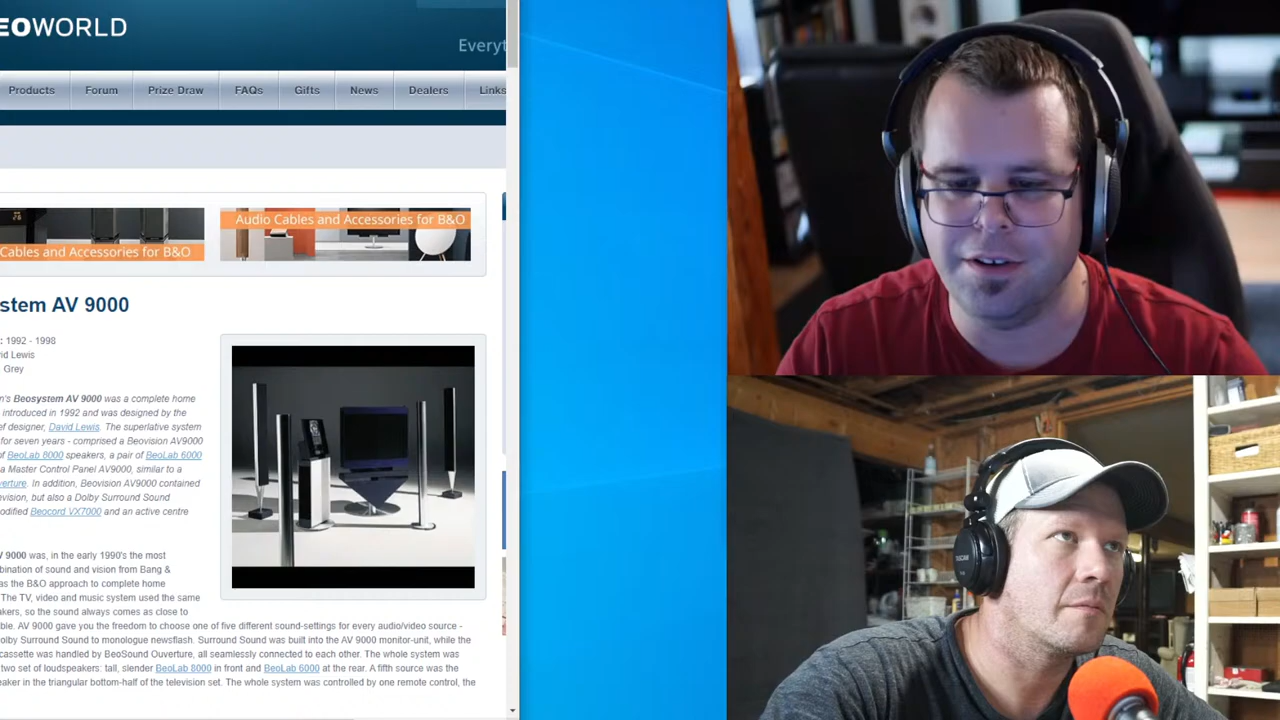 EOWORLD
Everyt
Products Forum Prize Draw FAQs Gifts News Dealers Links
Cables and Accessories for B&O
Audio Cables and Accessories for B&O
stem AV 9000
: 1992 - 1998
vid Lewis
Grey
n's Beosystem AV 9000 was a complete home
introduced in 1992 and was designed by the
ef designer, David Lewis. The superlative system
for seven years - comprised a Beovision AV9000
of BeoLab 8000 speakers, a pair of BeoLab 6000
a Master Control Panel AV9000, similar to a
verture. In addition, Beovision AV9000 contained
vision, but also a Dolby Surround Sound
odified Beocord VX7000 and an active centre
V 9000 was, in the early 1990's the most
bination of sound and vision from Bang &
as the B&O approach to complete home
The TV, video and music system used the same
akers, so the sound always comes as close to
ble. AV 9000 gave you the freedom to choose one of five different sound-settings for every audio/video source -
olby Surround Sound to monologue newsflash. Surround Sound was built into the AV 9000 monitor-unit, while the
cassette was handled by BeoSound Ouverture, all seamlessly connected to each other. The whole system was
two set of loudspeakers: tall, slender BeoLab 8000 in front and BeoLab 6000 at the rear. A fifth source was the
eaker in the triangular bottom-half of the television set. The whole system was controlled by one remote control, the
TASCAM